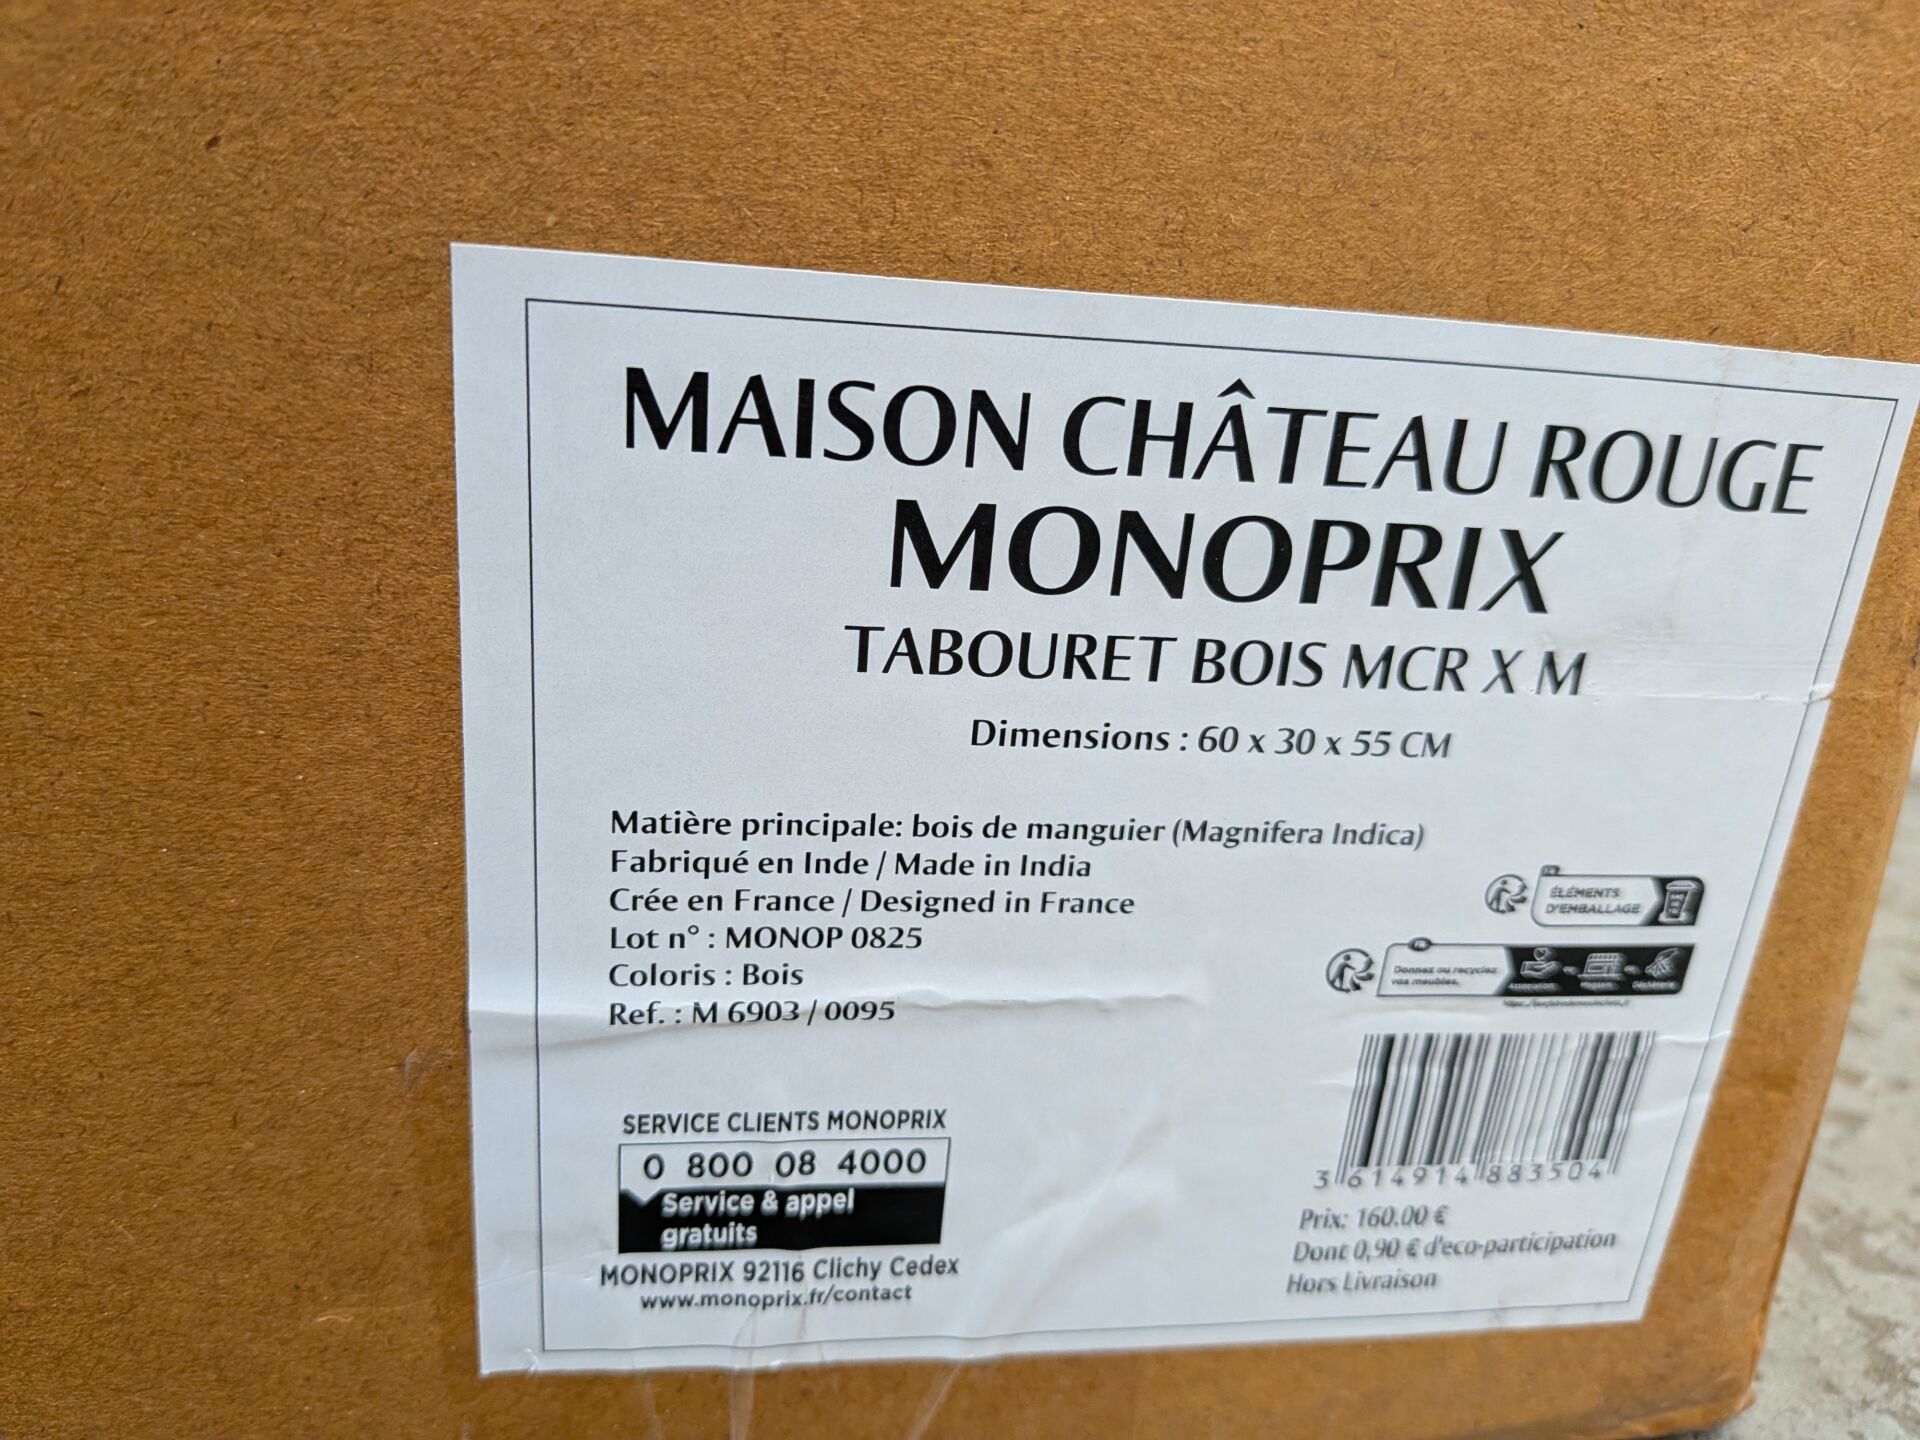 MAISON CHÂTEAU ROUGE
MONOPRIX
TABOURET BOIS MCR X M
Dimensions : 60 x 30 x 55 CM
Matière principale: bois de manguier (Magnifera Indica)
Fabriqué en Inde / Made in India
Crée en France / Designed in France
Lot n° : MONOP 0825
Coloris : Bois
Ref. : M 6903 / 0095
ÉLÉMENTS
D'EMBALLAGE
FR
Donnez ou recyclez
vos meubles.
Association
Magasin
Déchèterie
SERVICE CLIENTS MONOPRIX
0 800 08 4000
Service & appel
gratuits
MONOPRIX 92116 Clichy Cedex
www.monoprix.fr/contact
3 614914 883504
Prix: 160.00 €
Dont 0,90 € d'eco-participation
Hors Livraison